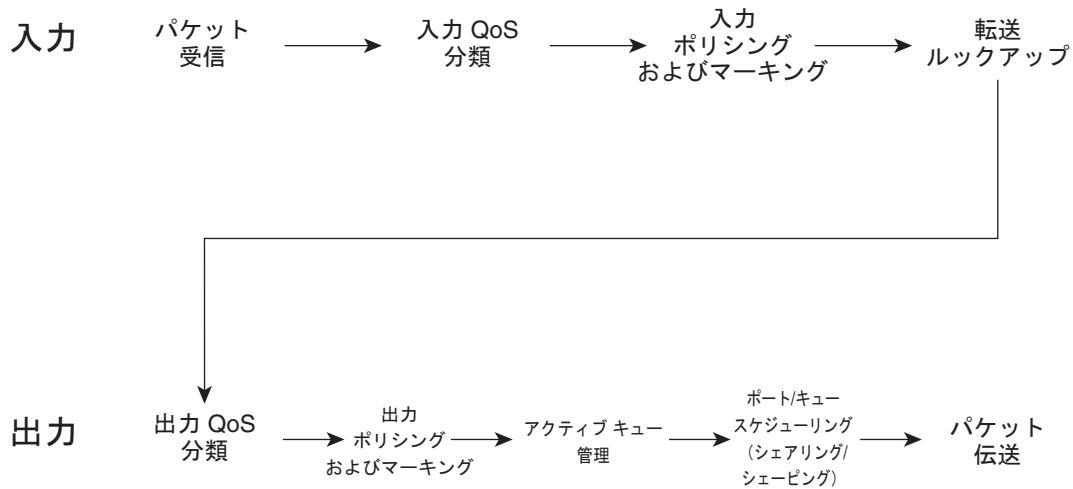 入力
パケット
受信
入力 QoS
分類
入力
ポリシング
およびマーキング
転送
ルックアップ
出力
出力 QoS
分類
出力
ポリシング
およびマーキング
アクティブ キュー
管理
ポート/キュー
スケジューリング
（シェアリング/
シェーピング）
パケット
伝送